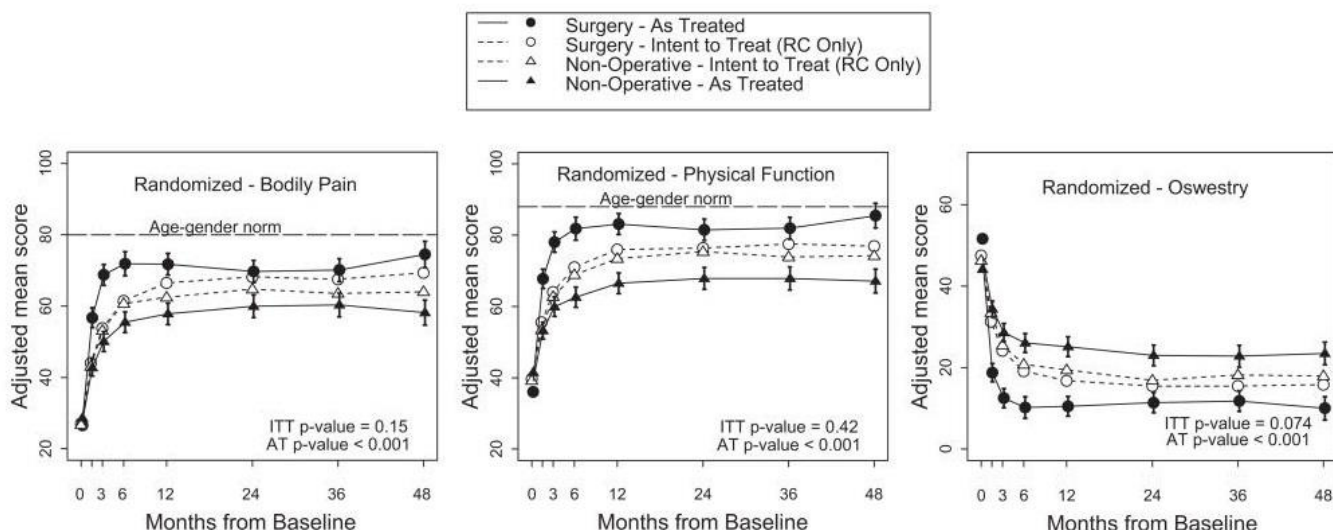 Surgery - As Treated
Surgery - Intent to Treat (RC Only)
Non-Operative - Intent to Treat (RC Only)
Non-Operative - As Treated
Randomized - Bodily Pain
Age-gender norm
Adjusted mean score
100
80
60
40
20
ITT p-value = 0.15
AT p-value < 0.001
0 3 6 12 24 36 48
Months from Baseline
Randomized - Physical Function
Age-gender norm
Adjusted mean score
100
80
60
40
20
ITT p-value = 0.42
AT p-value < 0.001
0 3 6 12 24 36 48
Months from Baseline
Randomized - Oswestry
Adjusted mean score
60
40
20
0
ITT p-value = 0.074
AT p-value < 0.001
0 3 6 12 24 36 48
Months from Baseline